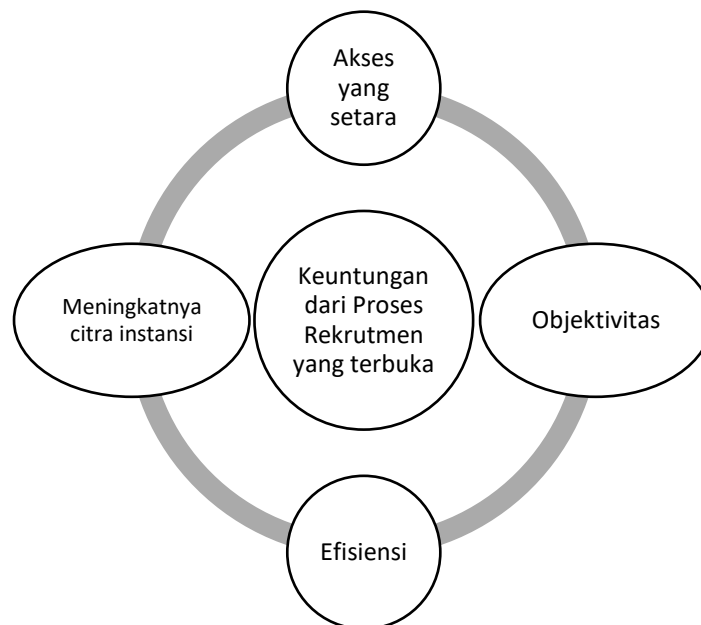 Akses
yang
setara
Meningkatnya
citra instansi
Keuntungan
dari Proses
Rekrutmen
yang terbuka
Objektivitas
Efisiensi